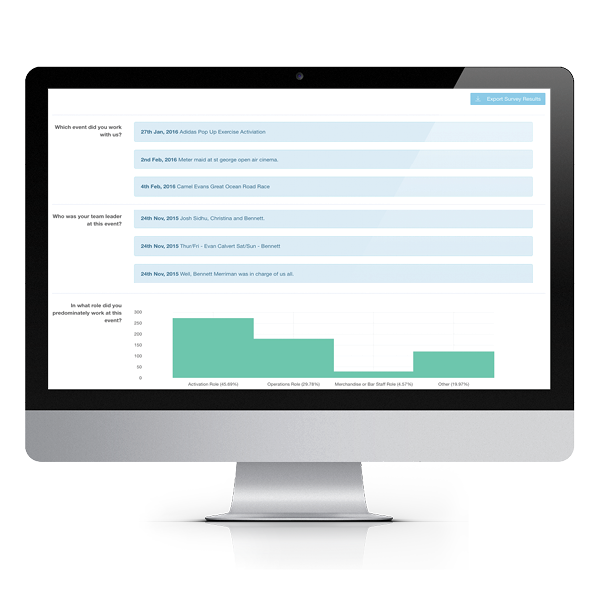 Export Survey Results
Which event did you work
with us?
27th Jan, 2016 Adidas Pop Up Exercise Activiation
2nd Feb, 2016 Meter maid at st george open air cinema.
4th Feb, 2016 Camel Evans Great Ocean Road Race
Who was your team leader
at this event?
24th Nov, 2015 Josh Sidhu, Christina and Bennett.
24th Nov, 2015 Thur/Fri - Evan Calvert Sat/Sun - Bennett
24th Nov, 2015 Well, Bennett Merriman was in charge of us all.
In what role did you
predominately work at this
event?
300
250
200
150
100
50
0
Activation Role (45.69%) Operations Role (29.78%) Merchandise or Bar Staff Role (4.57%) Other (19.97%)